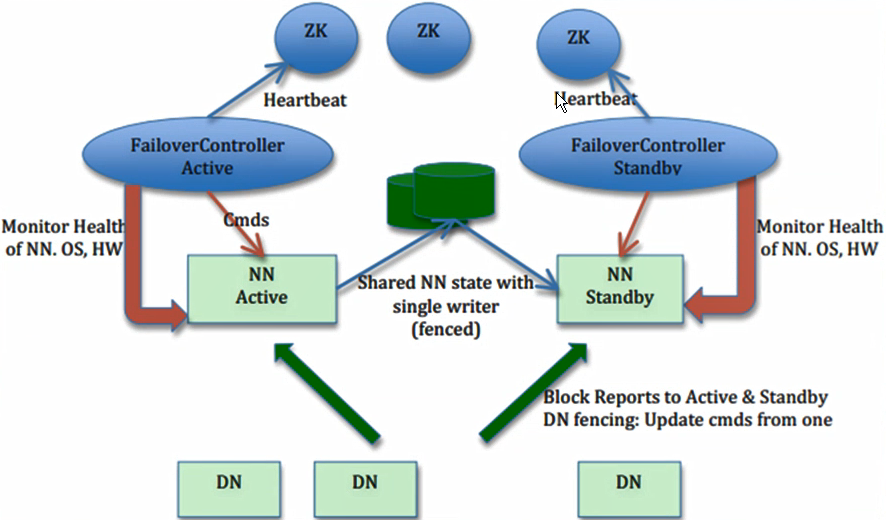 ZK
ZK
ZK
Heartbeat
Heartbeat
FailoverController
Active
FailoverController
Standby
Cmds
Monitor Health
of NN. OS, HW
Monitor Health
of NN. OS, HW
NN
Active
NN
Standby
Shared NN state with
single writer
(fenced)
Block Reports to Active & Standby
DN fencing: Update cmds from one
DN
DN
DN